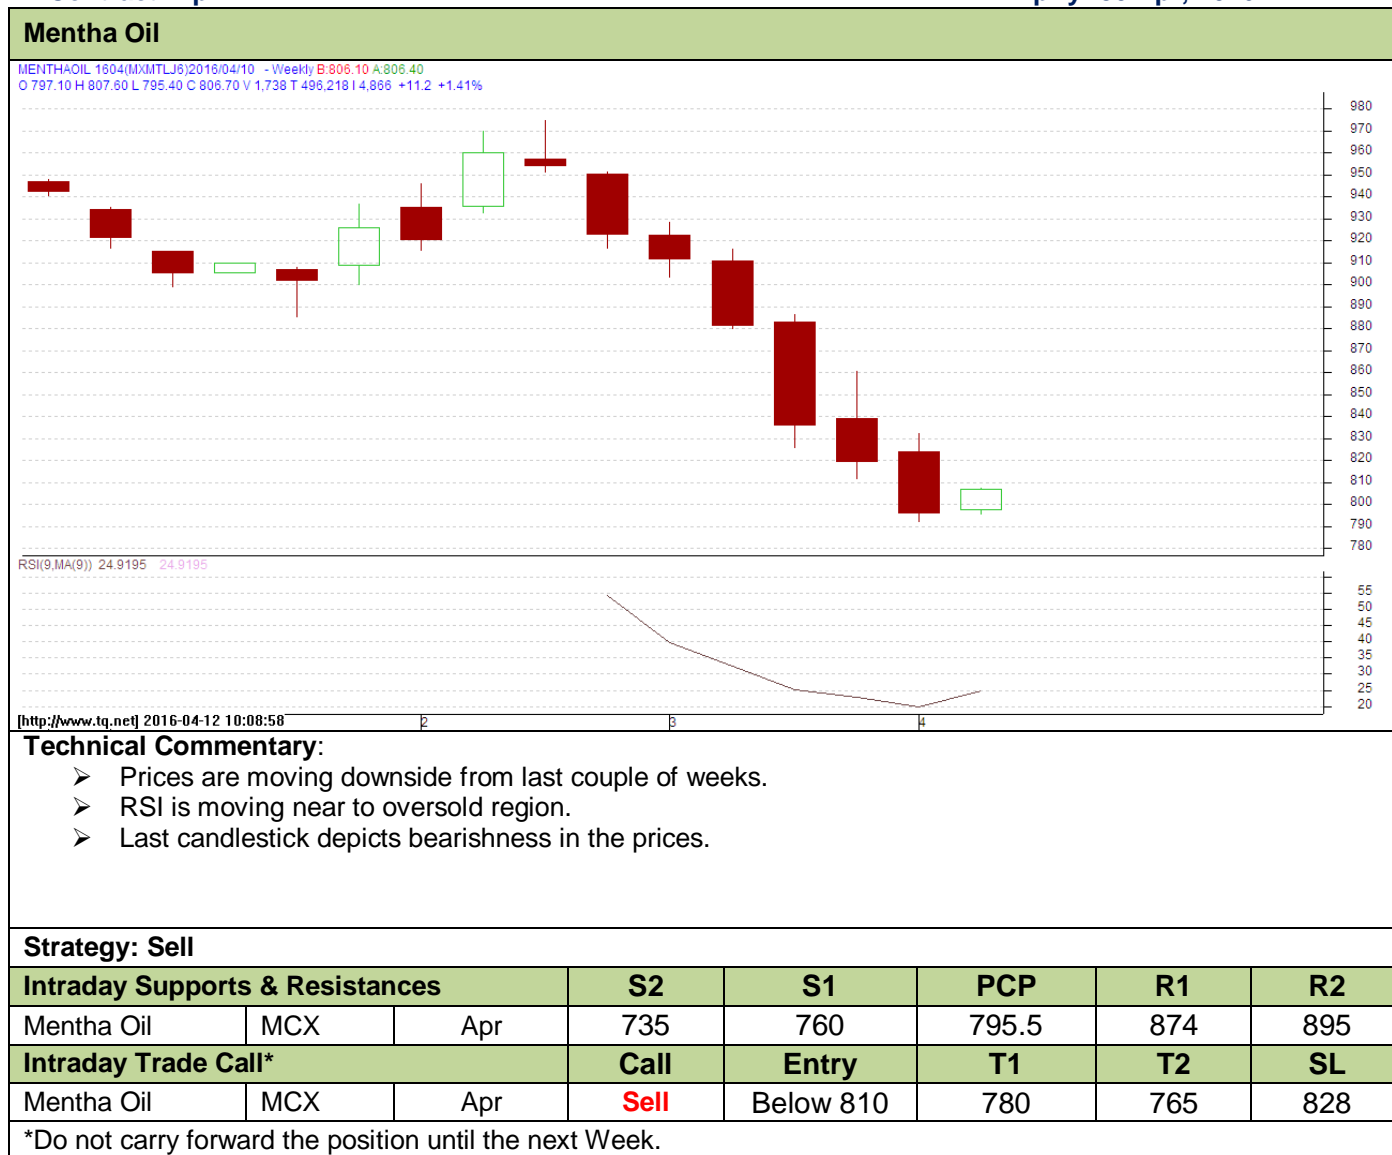 Mentha Oil
MENTHAOIL 1604(MXMTLJ6)2016/04/10 - Weekly B:806.10 A:806.40
O 797.10 H 807.60 L 795.40 C 806.70 V 1,738 T 496,218 I 4,866 +11.2 +1.41%
980
970
960
950
940
930
920
910
900
890
880
870
860
850
840
830
820
810
800
790
780
RSI(9,MA(9)) 24.9195 24.9195
55
50
45
40
35
30
25
20
[http://www.tq.net] 2016-04-12 10:08:58 2 3 4
Technical Commentary:
➢ Prices are moving downside from last couple of weeks.
➢ RSI is moving near to oversold region.
➢ Last candlestick depicts bearishness in the prices.
Strategy: Sell
Intraday Supports & Resistances S2 S1 PCP R1 R2
Mentha Oil MCX Apr 735 760 795.5 874 895
Intraday Trade Call* Call Entry T1 T2 SL
Mentha Oil MCX Apr Sell Below 810 780 765 828
*Do not carry forward the position until the next Week.